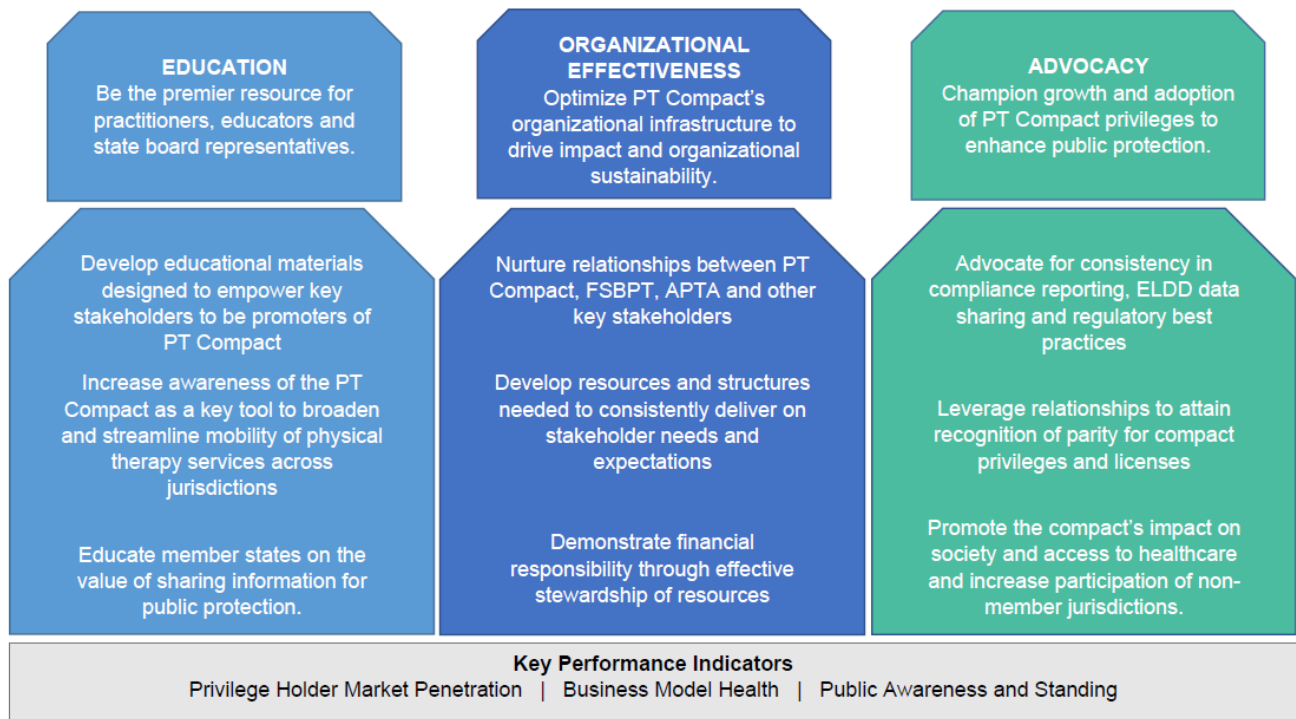 EDUCATION
Be the premier resource for
practitioners, educators and
state board representatives.
ORGANIZATIONAL
EFFECTIVENESS
Optimize PT Compact's
organizational infrastructure to
drive impact and organizational
sustainability.
ADVOCACY
Champion growth and adoption
of PT Compact privileges to
enhance public protection.
Develop educational materials
designed to empower key
stakeholders to be promoters of
PT Compact
Increase awareness of the PT
Compact as a key tool to broaden
and streamline mobility of physical
therapy services across
jurisdictions
Educate member states on the
value of sharing information for
public protection.
Nurture relationships between PT
Compact, FSBPT, APTA and other
key stakeholders
Develop resources and structures
needed to consistently deliver on
stakeholder needs and
expectations
Demonstrate financial
responsibility through effective
stewardship of resources
Advocate for consistency in
compliance reporting, ELDD data
sharing and regulatory best
practices
Leverage relationships to attain
recognition of parity for compact
privileges and licenses
Promote the compact's impact on
society and access to healthcare
and increase participation of non-
member jurisdictions.
Key Performance Indicators
Privilege Holder Market Penetration | Business Model Health | Public Awareness and Standing